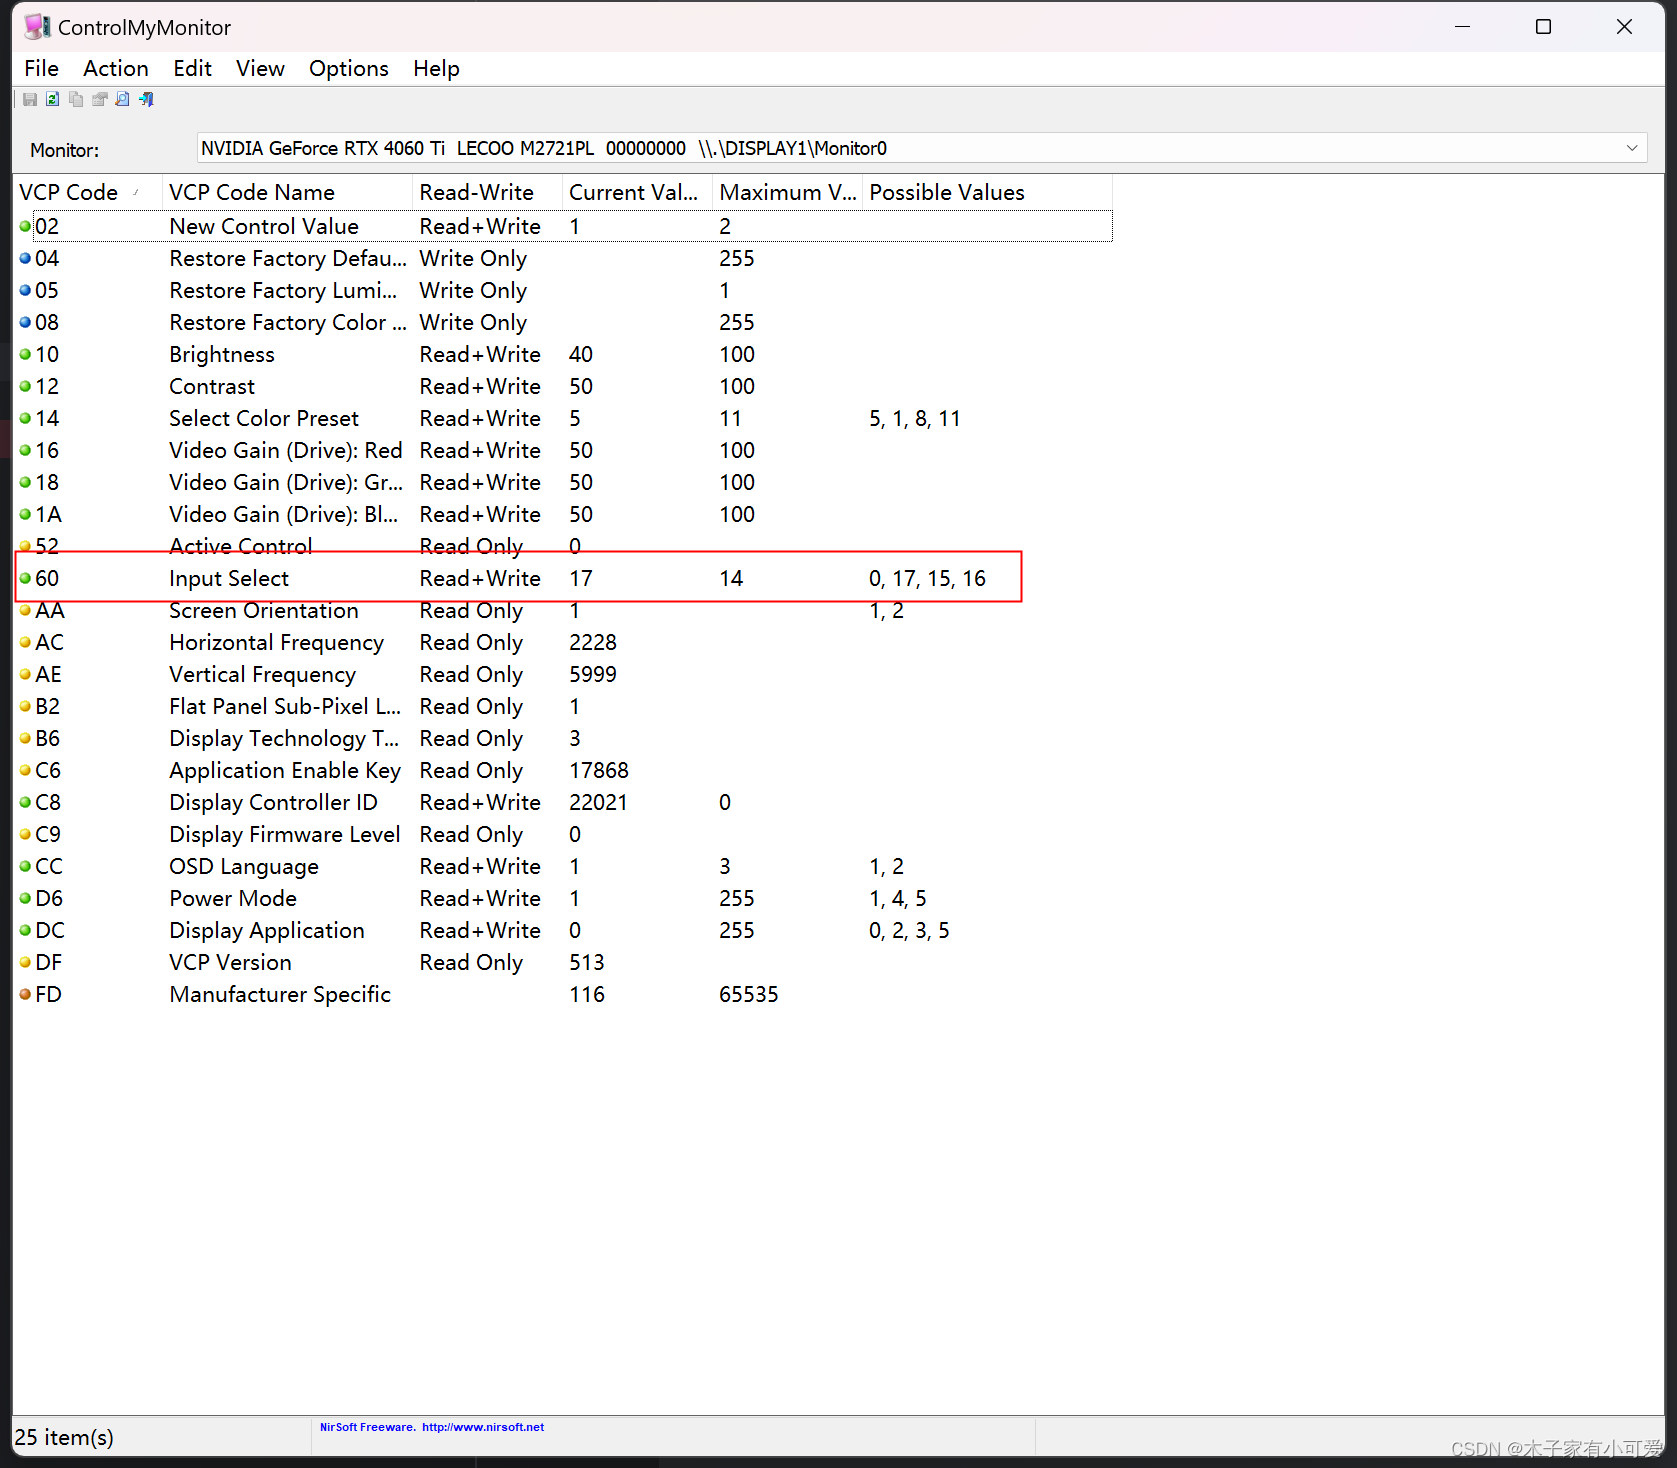 ControlMyMonitor
File Action Edit View Options Help
Monitor: NVIDIA GeForce RTX 4060 Ti LECOO M2721PL 00000000 \\.\DISPLAY1\Monitor0
VCP Code VCP Code Name Read-Write Current Val... Maximum V... Possible Values
02 New Control Value Read+Write 1 2
04 Restore Factory Defau... Write Only 255
05 Restore Factory Lumi... Write Only 1
08 Restore Factory Color ... Write Only 255
10 Brightness Read+Write 40 100
12 Contrast Read+Write 50 100
14 Select Color Preset Read+Write 5 11 5, 1, 8, 11
16 Video Gain (Drive): Red Read+Write 50 100
18 Video Gain (Drive): Gr... Read+Write 50 100
1A Video Gain (Drive): Bl... Read+Write 50 100
52 Active Control Read Only 0
60 Input Select Read+Write 17 14 0, 17, 15, 16
AA Screen Orientation Read Only 1 1, 2
AC Horizontal Frequency Read Only 2228
AE Vertical Frequency Read Only 5999
B2 Flat Panel Sub-Pixel L... Read Only 1
B6 Display Technology T... Read Only 3
C6 Application Enable Key Read Only 17868
C8 Display Controller ID Read+Write 22021 0
C9 Display Firmware Level Read Only 0
CC OSD Language Read+Write 1 3 1, 2
D6 Power Mode Read+Write 1 255 1, 4, 5
DC Display Application Read+Write 0 255 0, 2, 3, 5
DF VCP Version Read Only 513
FD Manufacturer Specific 116 65535
25 item(s) NirSoft Freeware. http://www.nirsoft.net
CSDN @木子家有小可爱